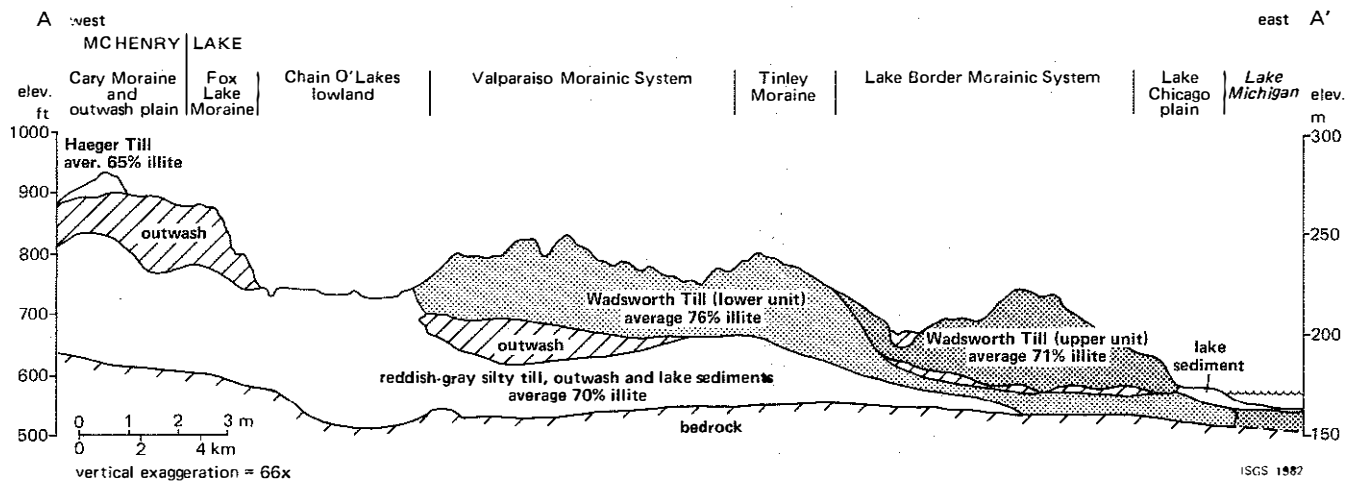 A west
east A'
MCHENRY LAKE
Cary Moraine
and
outwash plain
Fox
Lake
Moraine
Chain O'Lakes
lowland
Valparaiso Morainic System
Tinley
Moraine
Lake Border Morainic System
Lake
Chicago
plain
Lake
Michigan
elev.
ft
elev.
m
1000
900
800
700
600
500
300
250
200
150
Haeger Till
aver. 65% illite
outwash
Wadsworth Till (lower unit)
average 76% illite
outwash
Wadsworth Till (upper unit)
average 71% illite
lake
sediment
reddish-gray silty till, outwash and lake sediments
average 70% illite
bedrock
0 1 2 3 m
0 2 4 km
vertical exaggeration = 66x
ISGS 1982